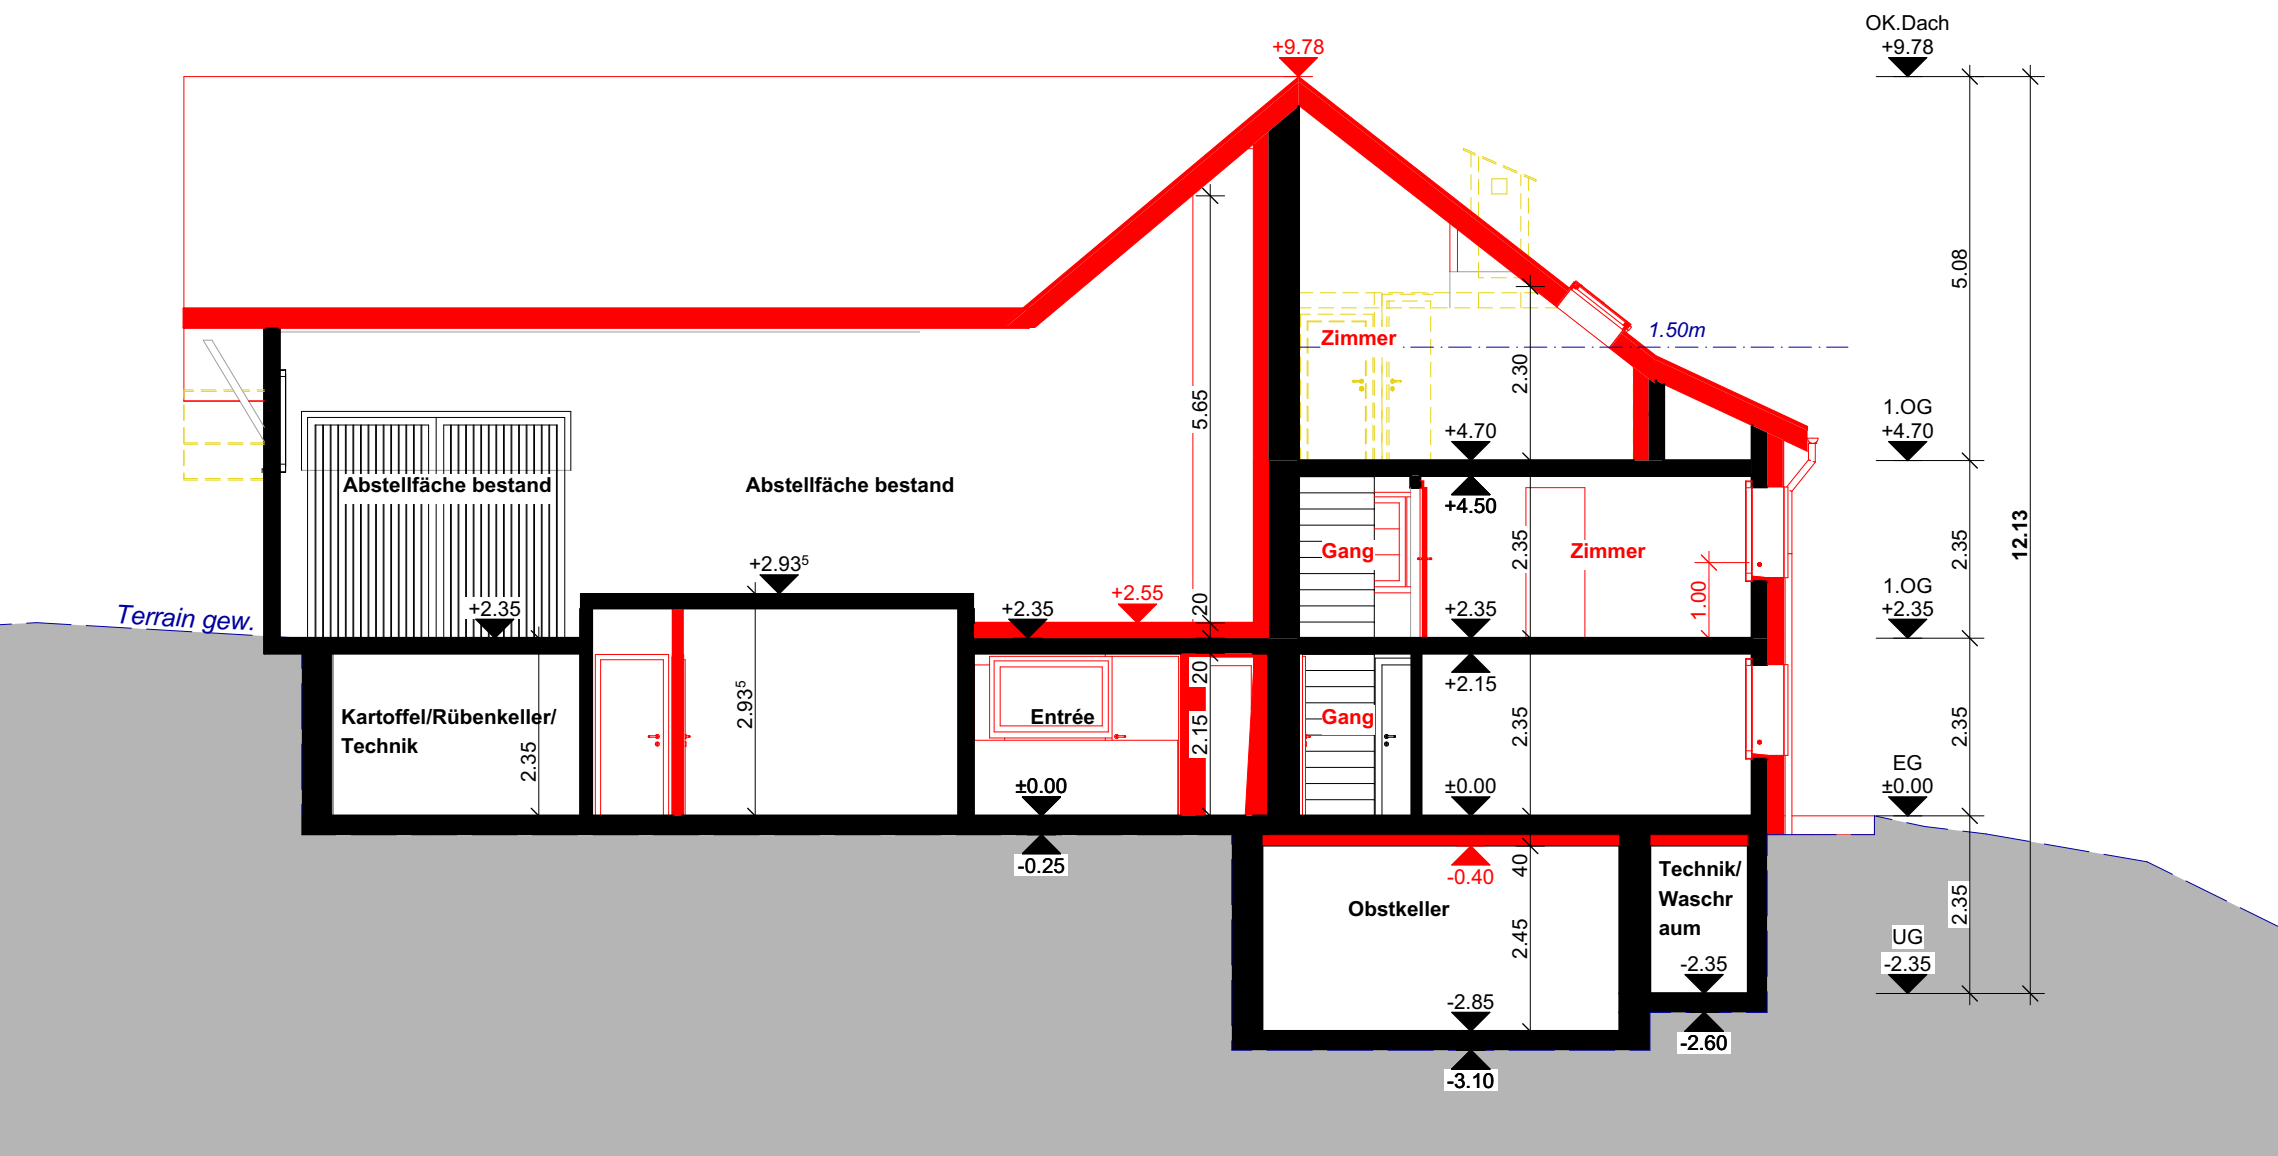 OK.Dach
+9.78
+9.78
5.08
1.50m
Zimmer
2.30
5.65
1.OG
+4.70
+4.70
+4.50
Abstellfäche bestand
Abstellfäche bestand
12.13
2.35
2.35
Gang
Zimmer
+2.93⁵
1.00
+2.55
20
+2.35
+2.35
+2.35
1.OG
+2.35
Terrain gew.
20
+2.15
2.93⁵
Kartoffel/Rübenkeller/
Technik
Entrée
Gang
2.15
2.35
2.35
2.35
EG
±0.00
±0.00
±0.00
-0.25
40
-0.40
Technik/
Waschr
aum
Obstkeller
2.35
2.45
UG
-2.35
-2.35
-2.85
-2.60
-3.10